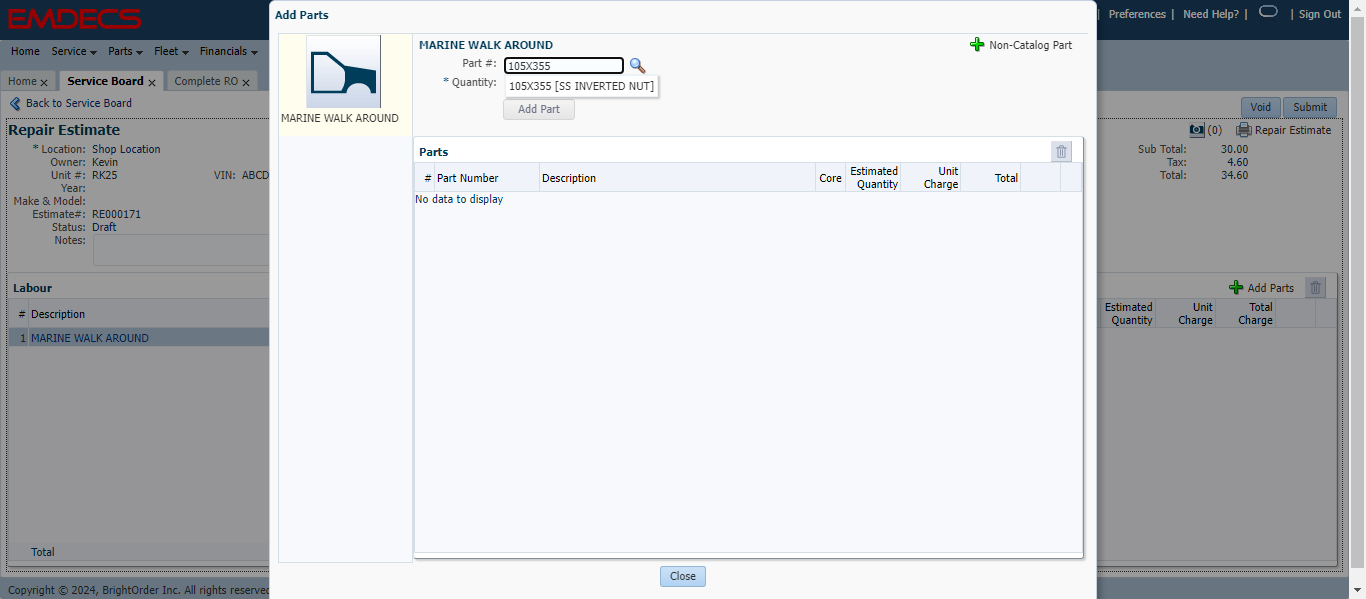 EMDECS
| Preferences | Need Help? | | Sign Out
Home Service Parts Fleet Financials
Home x Service Board x Complete RO x
Back to Service Board
Void Submit
Repair Estimate
(0) Repair Estimate
* Location: Shop Location
Owner: Kevin
Unit #: RK25 VIN: ABCD
Year:
Make & Model:
Estimate#: RE000171
Status: Draft
Notes:
Sub Total: 30.00
Tax: 4.60
Total: 34.60
Labour
Add Parts
# Description
Estimated Quantity Unit Charge Total Charge
1 MARINE WALK AROUND
Total
Copyright © 2024, BrightOrder Inc. All rights reserved
Add Parts
MARINE WALK AROUND
MARINE WALK AROUND
Non-Catalog Part
Part #: 105X355
* Quantity:
105X355 [SS INVERTED NUT]
Add Part
Parts
# Part Number Description Core Estimated Quantity Unit Charge Total
No data to display
Close